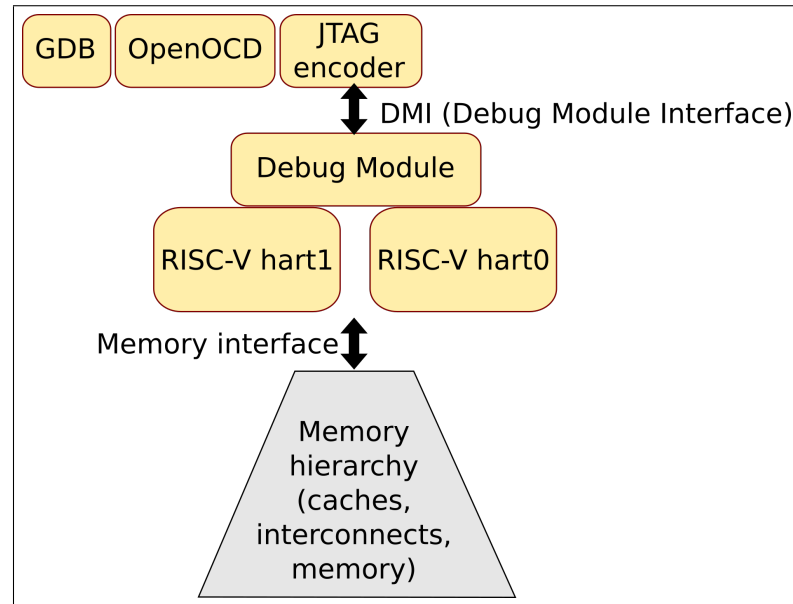 GDB
OpenOCD
JTAG
encoder
DMI (Debug Module Interface)
Debug Module
RISC-V hart1
RISC-V hart0
Memory interface
Memory
hierarchy
(caches,
interconnects,
memory)